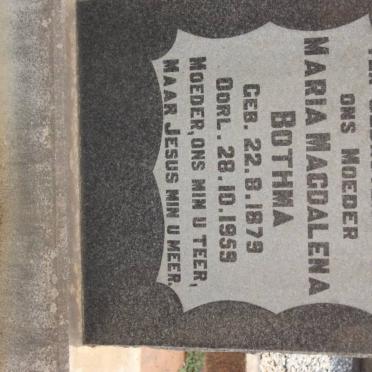 ONS MOEDER
MARIA MAGDALENA
BOTHMA
GEB. 22.8.1879
OORL. 28.10.1959
MOEDER, ONS MIN U TEER,
MAAR JESUS MIN U MEER.